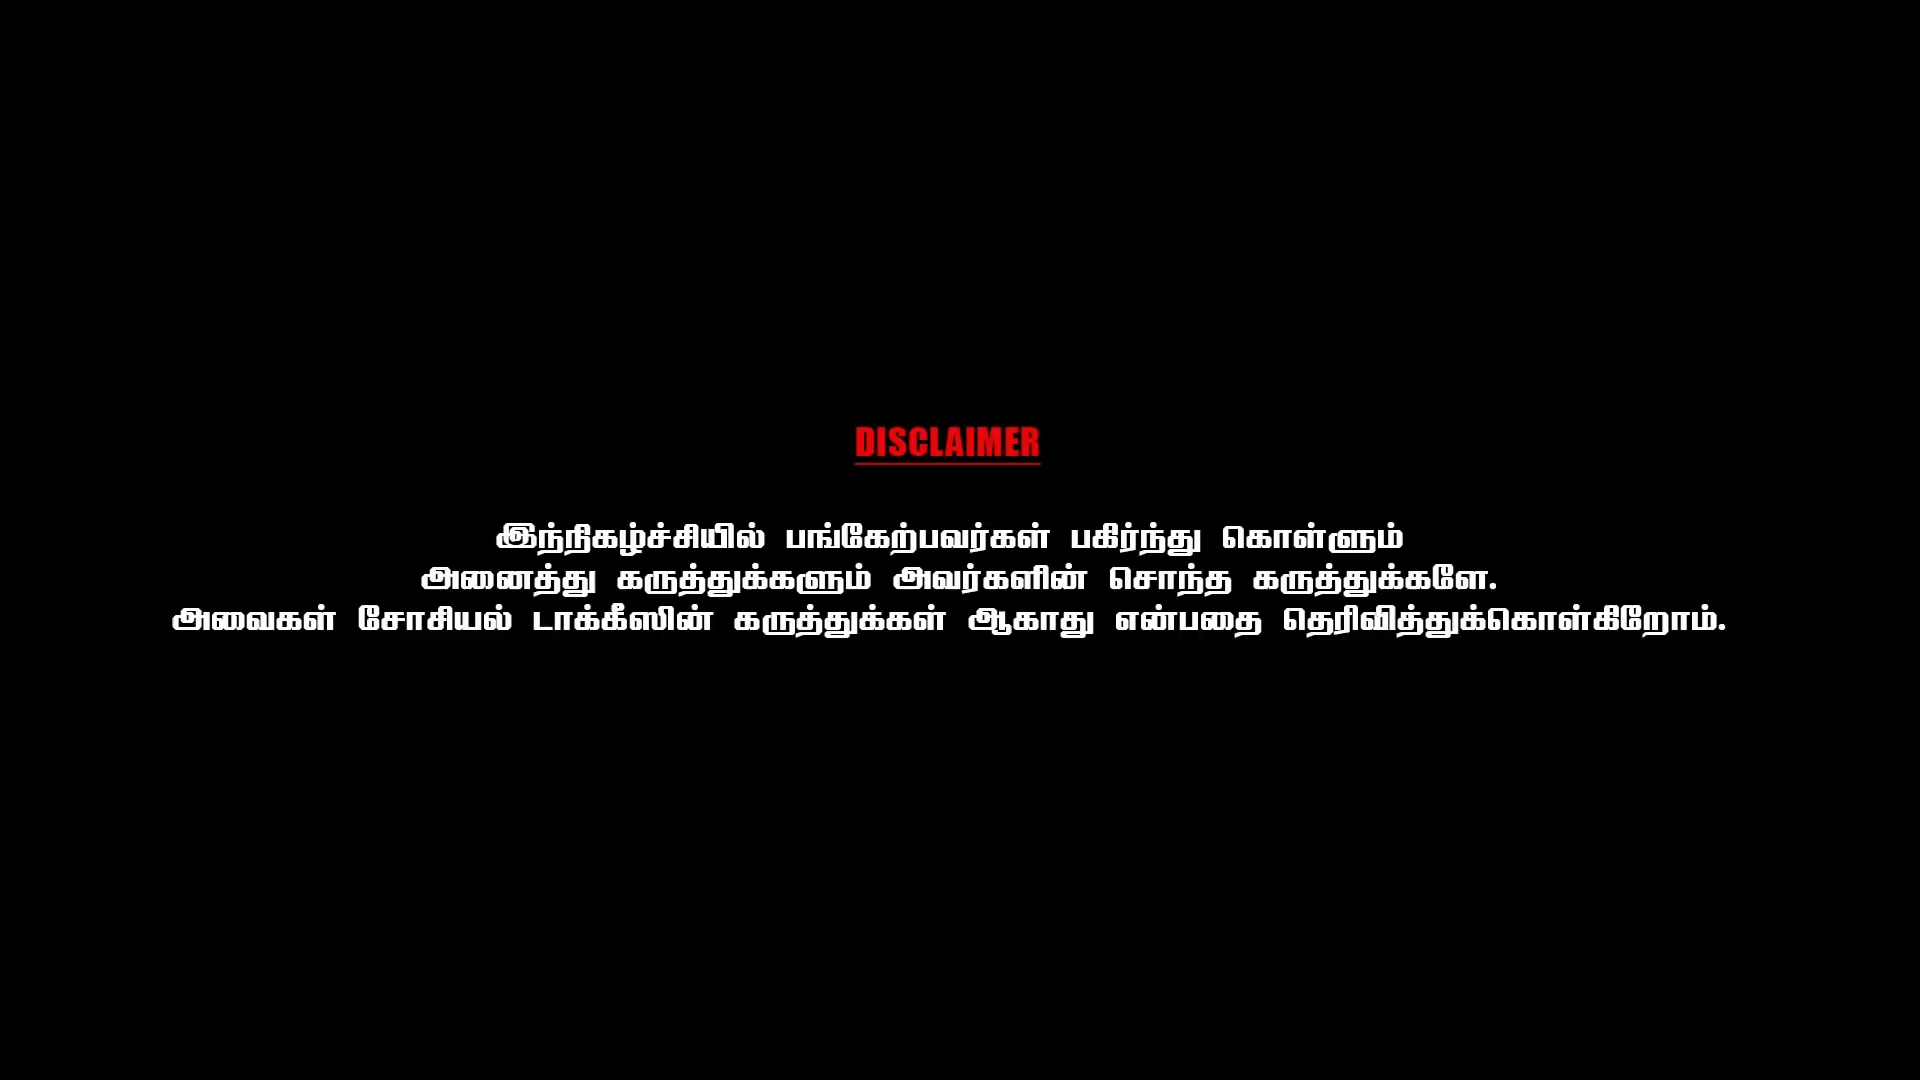 DISCLAIMER
இந்நிகழ்ச்சியில் பங்கேற்பவர்கள் பகிர்ந்து கொள்ளும்
அனைத்து கருத்துக்களும் அவர்களின் சொந்த கருத்துக்களே.
அவைகள் சோசியல் டாக்கீஸின் கருத்துக்கள் ஆகாது என்பதை தெரிவித்துக்கொள்கிறோம்.